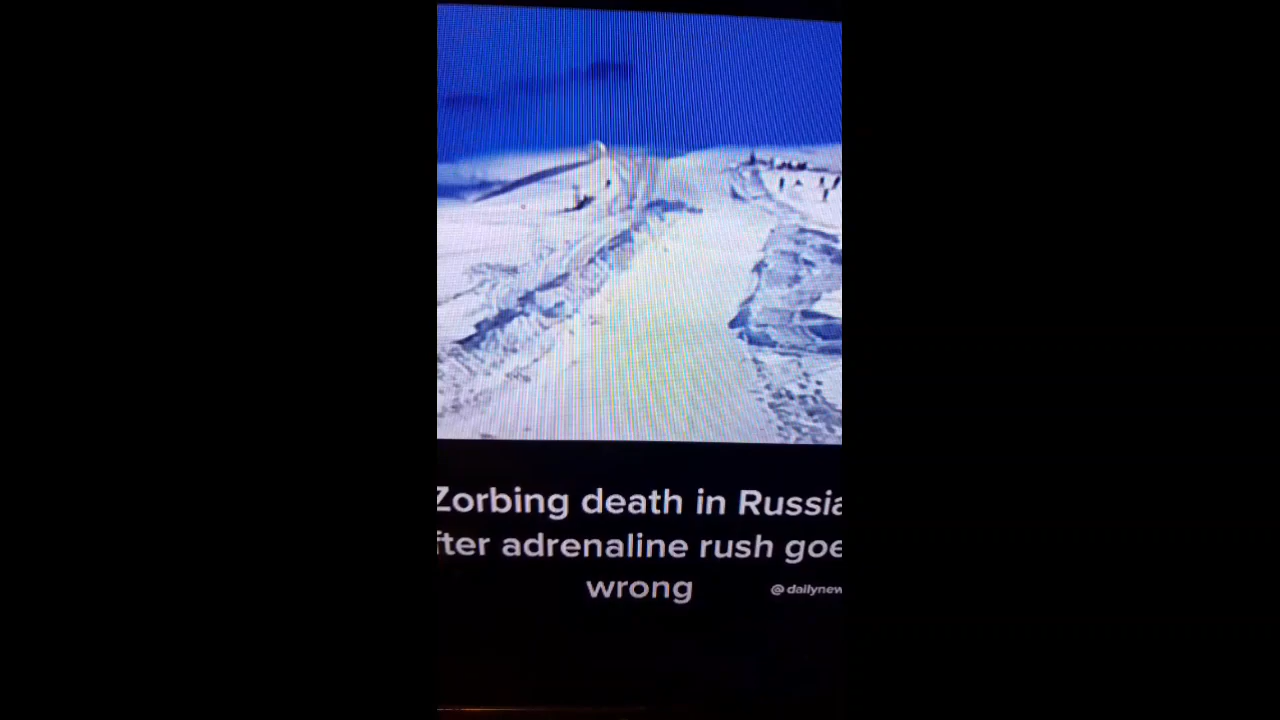 Zorbing death in Russia
fter adrenaline rush goe
wrong
@dailynew